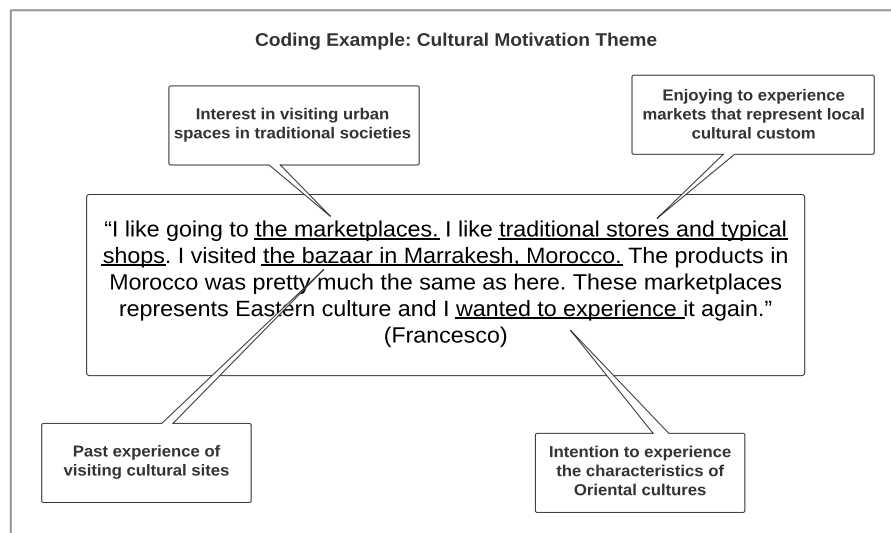 Coding Example: Cultural Motivation Theme
Interest in visiting urban
spaces in traditional societies
Enjoying to experience
markets that represent local
cultural custom
“I like going to the marketplaces. I like traditional stores and typical
shops. I visited the bazaar in Marrakesh, Morocco. The products in
Morocco was pretty much the same as here. These marketplaces
represents Eastern culture and I wanted to experience it again.”
(Francesco)
Past experience of
visiting cultural sites
Intention to experience
the characteristics of
Oriental cultures